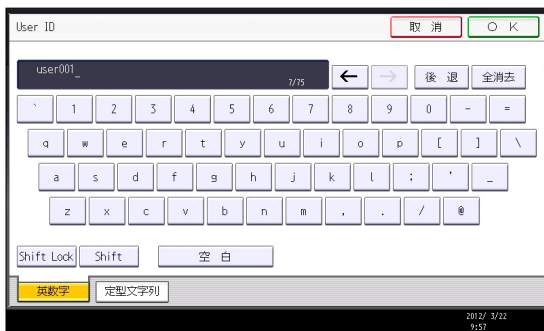 User ID 取 消 O K
user001_
7/75 ← → 後 退 全消去
` 1 2 3 4 5 6 7 8 9 0 - =
q w e r t y u i o p [ ] \
a s d f g h j k l ; ' _
z x c v b n m , . / @
Shift Lock Shift 空 白
英数字 定型文字列
2012/ 3/22
9:57